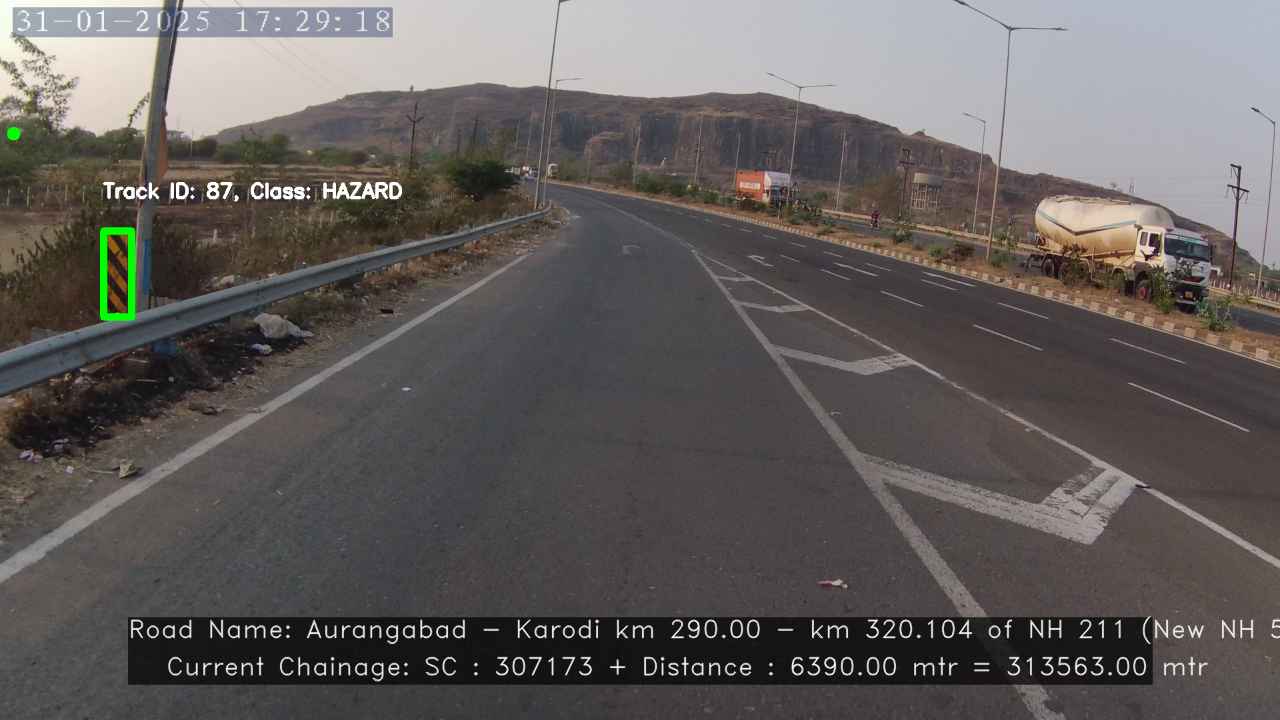 31-01-2025 17:29:18
Track ID: 87, Class: HAZARD
Road Name: Aurangabad - Karodi km 290.00 - km 320.104 of NH 211 (New NH 5
Current Chainage: SC : 307173 + Distance : 6390.00 mtr = 313563.00 mtr